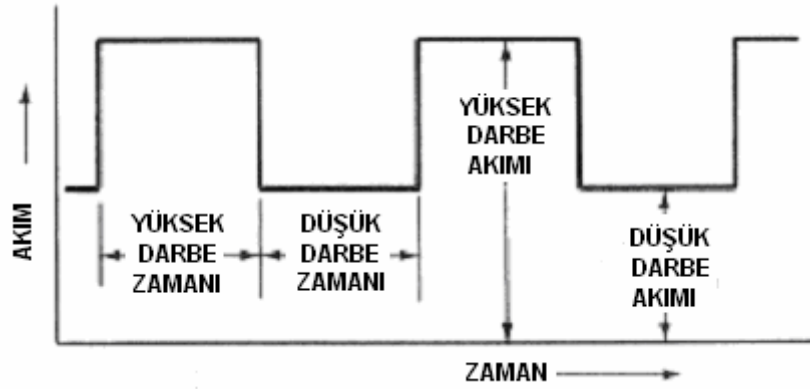 AKIM
YÜKSEK
DARBE
ZAMANI
DÜŞÜK
DARBE
ZAMANI
YÜKSEK
DARBE
AKIMI
DÜŞÜK
DARBE
AKIMI
ZAMAN